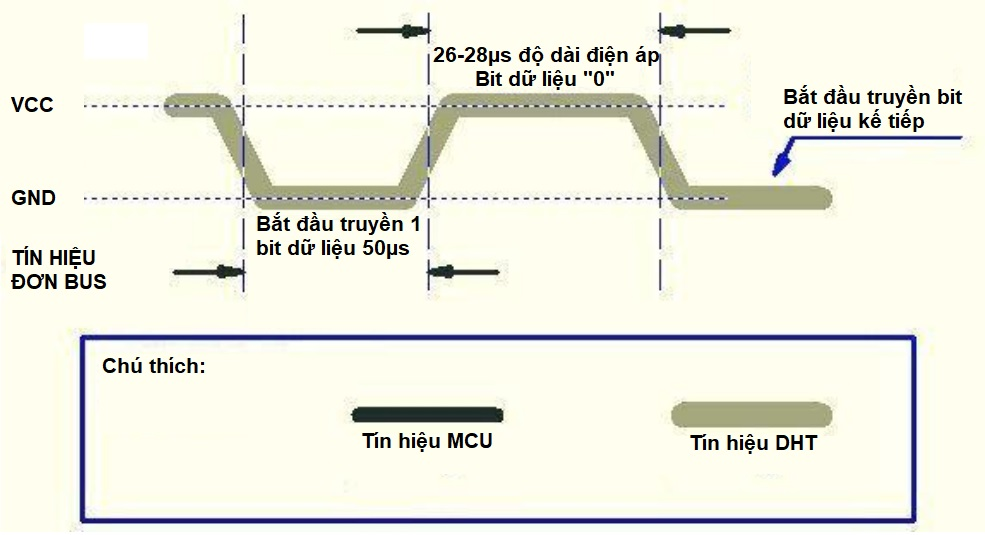 26-28µs độ dài điện áp
Bit dữ liệu "0"
VCC
Bắt đầu truyền bit
dữ liệu kế tiếp
GND
Bắt đầu truyền 1
bit dữ liệu 50µs
TÍN HIỆU
ĐƠN BUS
Chú thích:
Tín hiệu MCU
Tín hiệu DHT